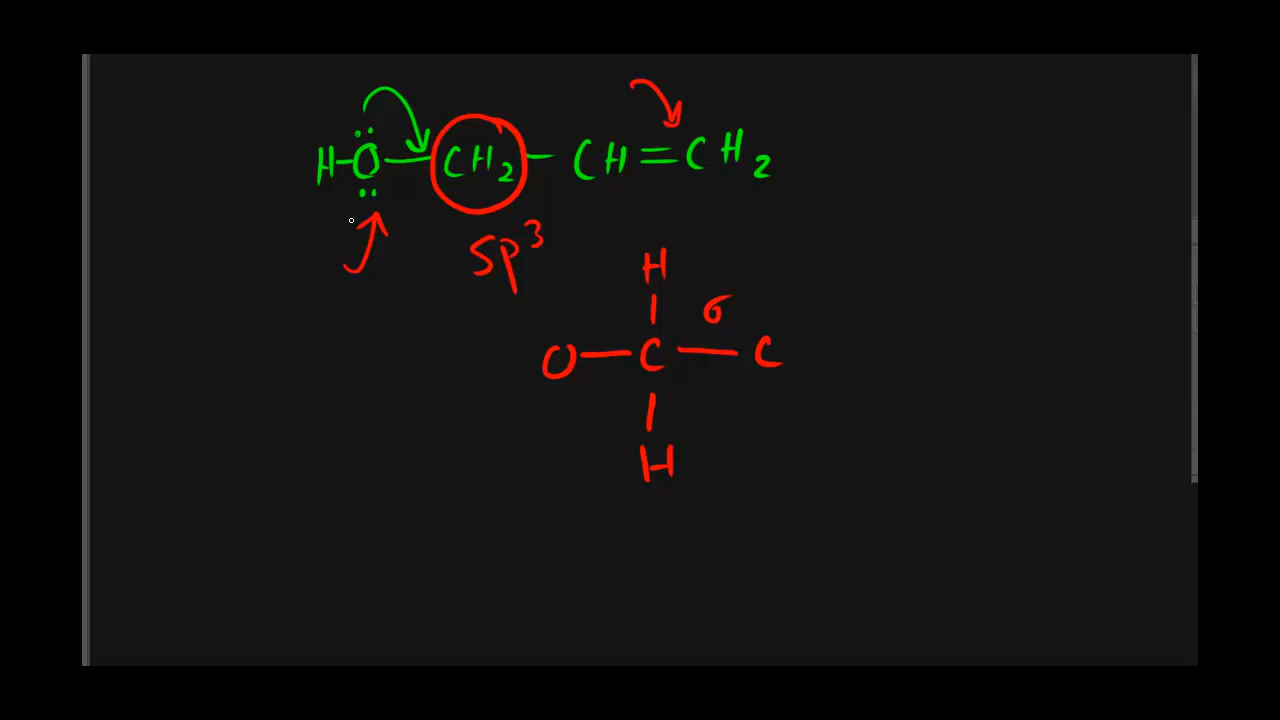 H-Ö-CH₂-CH=CH₂
sp³
H
σ
O-C-C
H